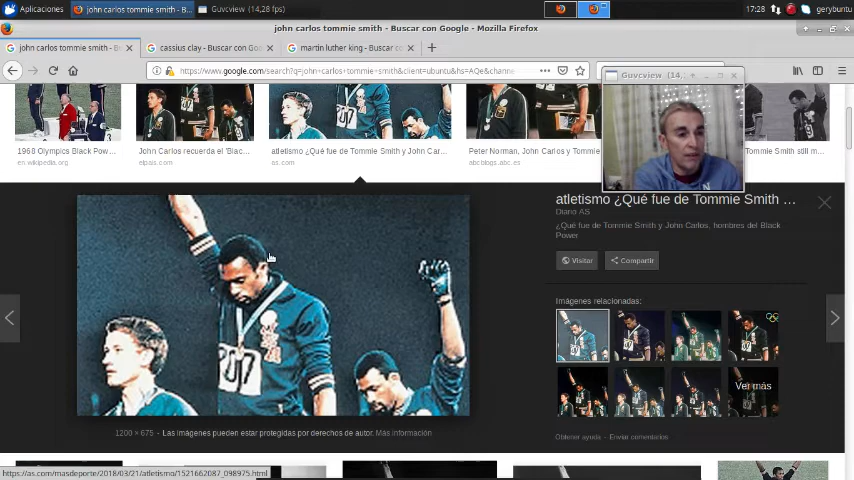 Aplicaciones
john carlos tommie smith - B...
Guvcview (14,28 fps)
17:28
gerybuntu
john carlos tommie smith - Buscar con Google - Mozilla Firefox
john carlos tommie smith - Bu
cassius clay - Buscar con Goo
martin luther king - Buscar co
https://www.google.com/search?q=john+carlos+tommie+smith&client=ubuntu&hs=AQe&channe
Guvcview (14,
1968 Olympics Black Pow...
en wikipedia.org
John Carlos recuerda el 'Blac...
elpais.com
atletismo ¿Qué fue de Tommie Smith y John Car...
as.com
Peter Norman, John Carlos y Tommie
abcblogs.abc.es
Tommie Smith still m...
atletismo ¿Qué fue de Tommie Smith ...
Diario AS
¿Qué fue de Tommie Smith y John Carlos, hombres del Black
Power
Visitar
Compartir
Imágenes relacionadas:
Ver más
1200 × 675 - Las imágenes pueden estar protegidas por derechos de autor. Más información
Obtener ayuda - Enviar comentarios
https://as.com/masdeporte/2018/03/21/atletismo/1521662087_098975.html